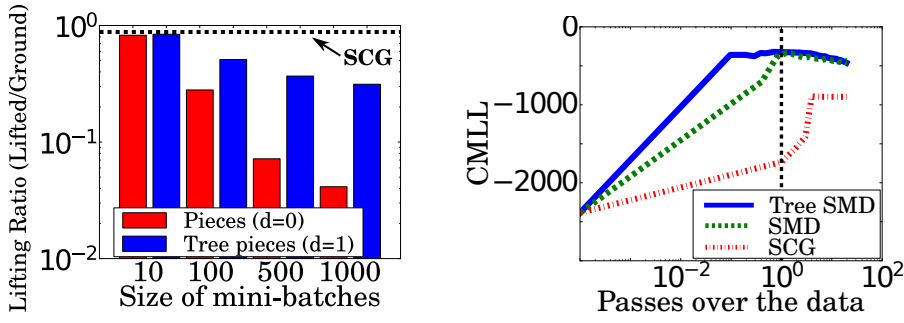 Lifting Ratio (Lifted/Ground)
10^0
10^-1
10^-2
SCG
Pieces (d=0)
Tree pieces (d=1)
10 100 500 1000
Size of mini-batches
CMLL
0
−1000
−2000
Tree SMD
SMD
SCG
10^-2 10^0 10^2
Passes over the data